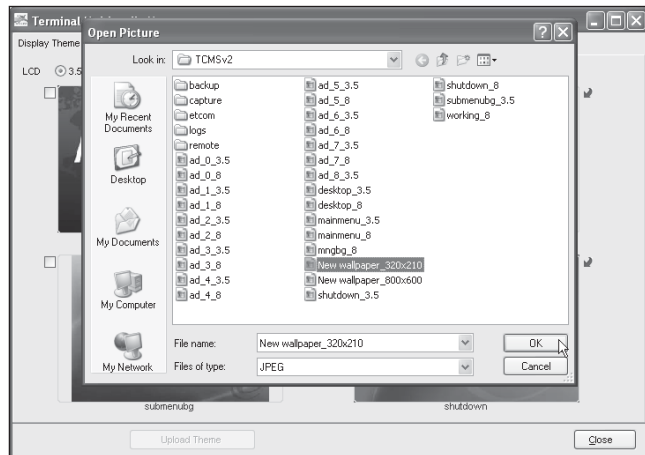 Terminal
Open Picture
Display Theme
Look in:
TCMSv2
LCD
3.5
My Recent Documents
Desktop
My Documents
My Computer
My Network
backup
capture
etcom
logs
remote
ad_0_3.5
ad_0_8
ad_1_3.5
ad_1_8
ad_2_3.5
ad_2_8
ad_3_3.5
ad_3_8
ad_4_3.5
ad_4_8
ad_5_3.5
ad_5_8
ad_6_3.5
ad_6_8
ad_7_3.5
ad_7_8
ad_8_3.5
desktop_3.5
desktop_8
mainmenu_3.5
mainmenu_8
mngbg_8
New wallpaper_320x210
New wallpaper_800x600
shutdown_3.5
shutdown_8
submenubg_3.5
working_8
File name:
New wallpaper_320x210
OK
Files of type:
JPEG
Cancel
submenubg
shutdown
Upload Theme
Close